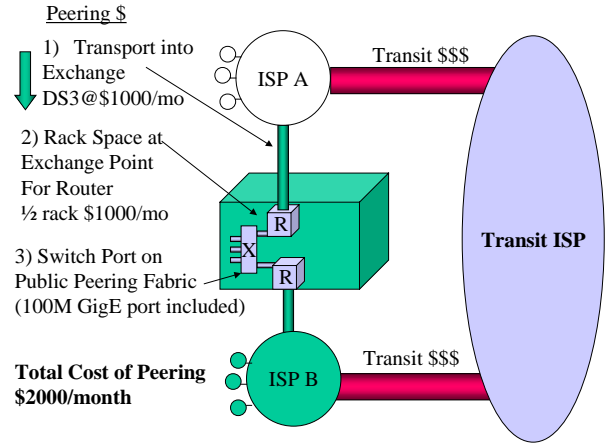 Peering $
1) Transport into
Exchange
DS3@$1000/mo
2) Rack Space at
Exchange Point
For Router
½ rack $1000/mo
3) Switch Port on
Public Peering Fabric
(100M GigE port included)
Total Cost of Peering
$2000/month
ISP A
Transit $$$
R
X
R
Transit ISP
ISP B
Transit $$$